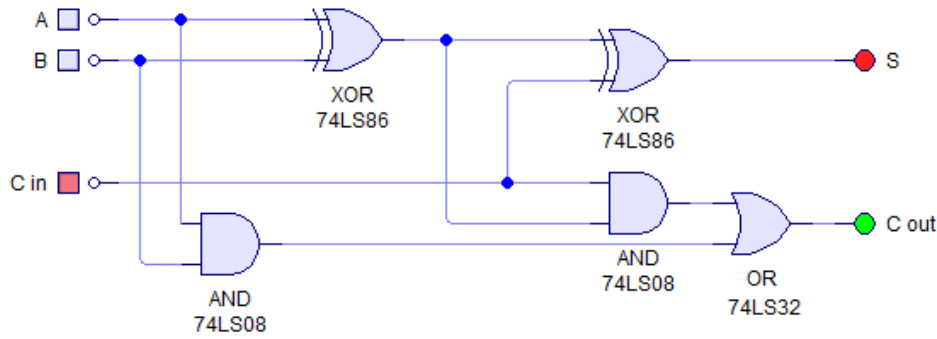 A
B
XOR
74LS86
S
XOR
74LS86
C in
C out
AND
74LS08
AND
74LS08
OR
74LS32